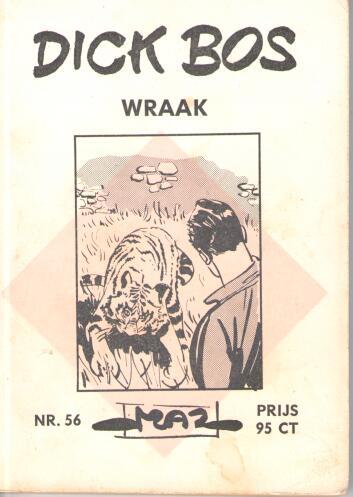 DICK BOS
WRAAK
NR. 56
MAZ
PRIJS
95 CT